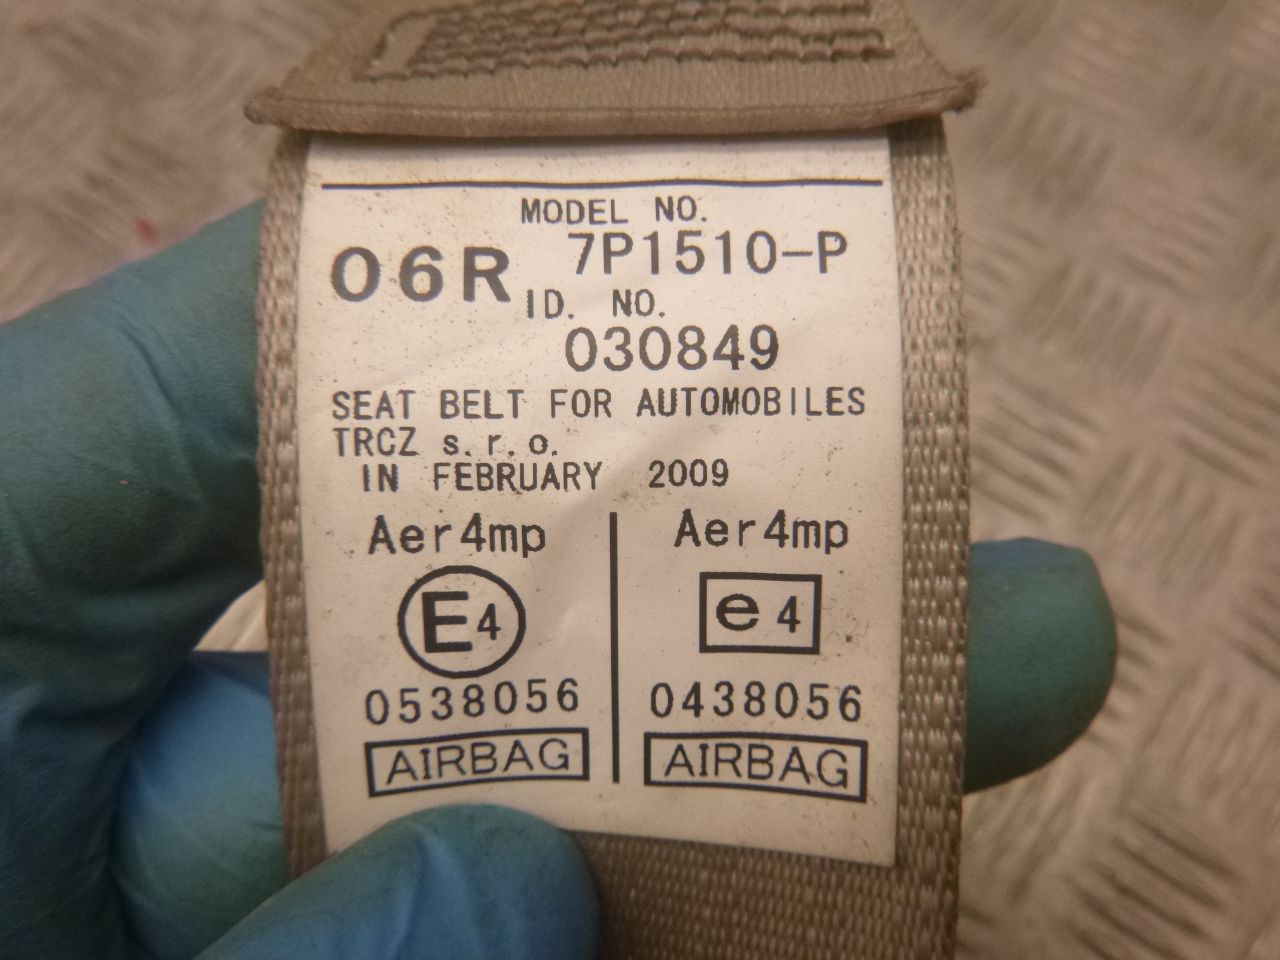 MODEL NO.
06R 7P1510-P
ID. NO.
030849
SEAT BELT FOR AUTOMOBILES
TRCZ s.r.o.
IN FEBRUARY 2009
Aer4mp Aer4mp
E4 e4
0538056 0438056
AIRBAG AIRBAG